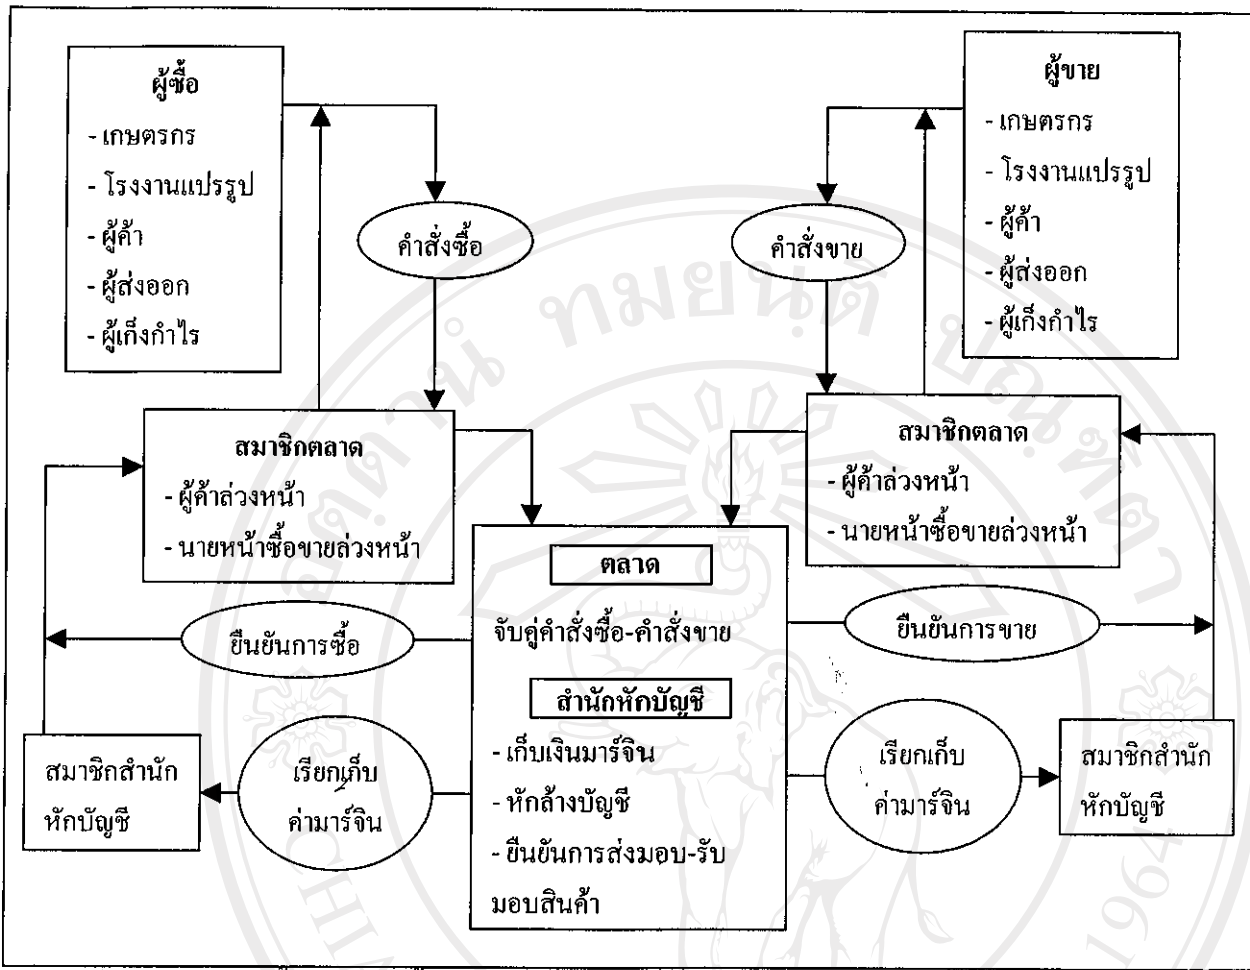 ผู้ซื้อ
- เกษตรกร
- โรงงานแปรรูป
- ผู้ค้า
- ผู้ส่งออก
- ผู้เก็งกำไร
ผู้ขาย
- เกษตรกร
- โรงงานแปรรูป
- ผู้ค้า
- ผู้ส่งออก
- ผู้เก็งกำไร
คำสั่งซื้อ
คำสั่งขาย
สมาชิกตลาด
- ผู้ค้าล่วงหน้า
- นายหน้าซื้อขายล่วงหน้า
สมาชิกตลาด
- ผู้ค้าล่วงหน้า
- นายหน้าซื้อขายล่วงหน้า
ยืนยันการซื้อ
ตลาด
จับคู่คำสั่งซื้อ-คำสั่งขาย
สำนักหักบัญชี
- เก็บเงินมาร์จิน
- หักล้างบัญชี
- ยืนยันการส่งมอบ-รับ
มอบสินค้า
ยืนยันการขาย
สมาชิกสำนัก
หักบัญชี
เรียกเก็บ
ค่ามาร์จิน
เรียกเก็บ
ค่ามาร์จิน
สมาชิกสำนัก
หักบัญชี
ทมยนฺติ
ปณฺฑิตา
1964